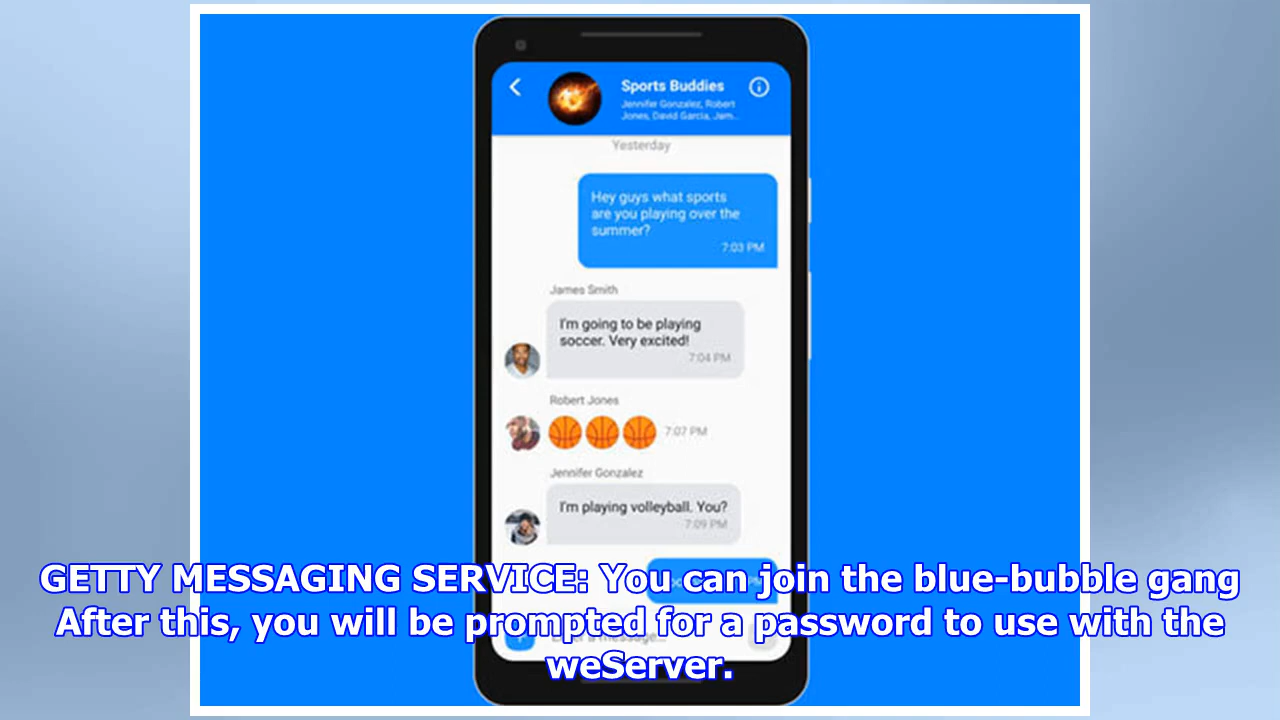 Sports Buddies
Jennifer Gonzalez, Robert
Jones, David Garcia, Jam...
Yesterday
Hey guys what sports
are you playing over the
summer?
7:03 PM
James Smith
I'm going to be playing
soccer. Very excited!
7:04 PM
Robert Jones
7:07 PM
Jennifer Gonzalez
I'm playing volleyball. You?
7:09 PM
GETTY MESSAGING SERVICE: You can join the blue-bubble gang
After this, you will be prompted for a password to use with the
weServer.